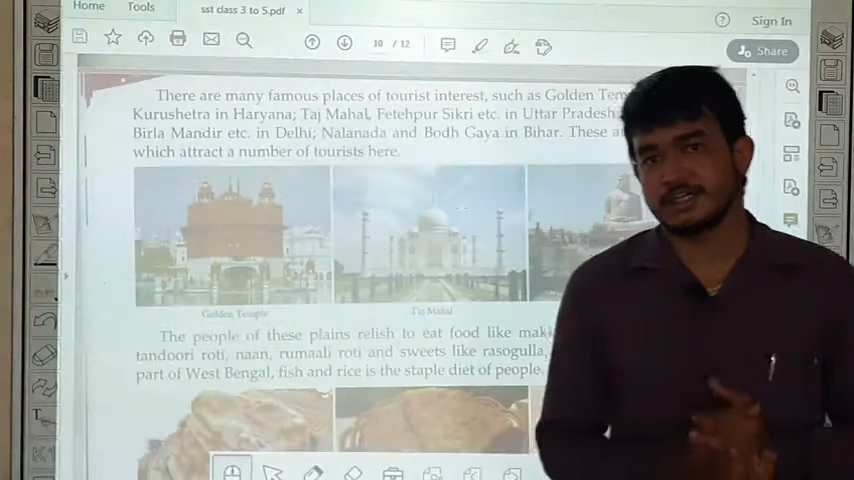 Home Tools sst class 3 to 5.pdf ×
? Sign In
10 / 12 Share
There are many famous places of tourist interest, such as Golden
Kurushetra in Haryana; Taj Mahal, Fetehpur Sikri etc. in Uttar Pradesh
Birla Mandir etc. in Delhi; Nalanada and Bodh Gaya in Bihar. These
which attract a number of tourists here.
Golden Temple Taj Mahal
The people of these plains relish to eat food like
tandoori roti, naan, rumaali roti and sweets like rasogulla,
part of West Bengal, fish and rice is the staple diet of people